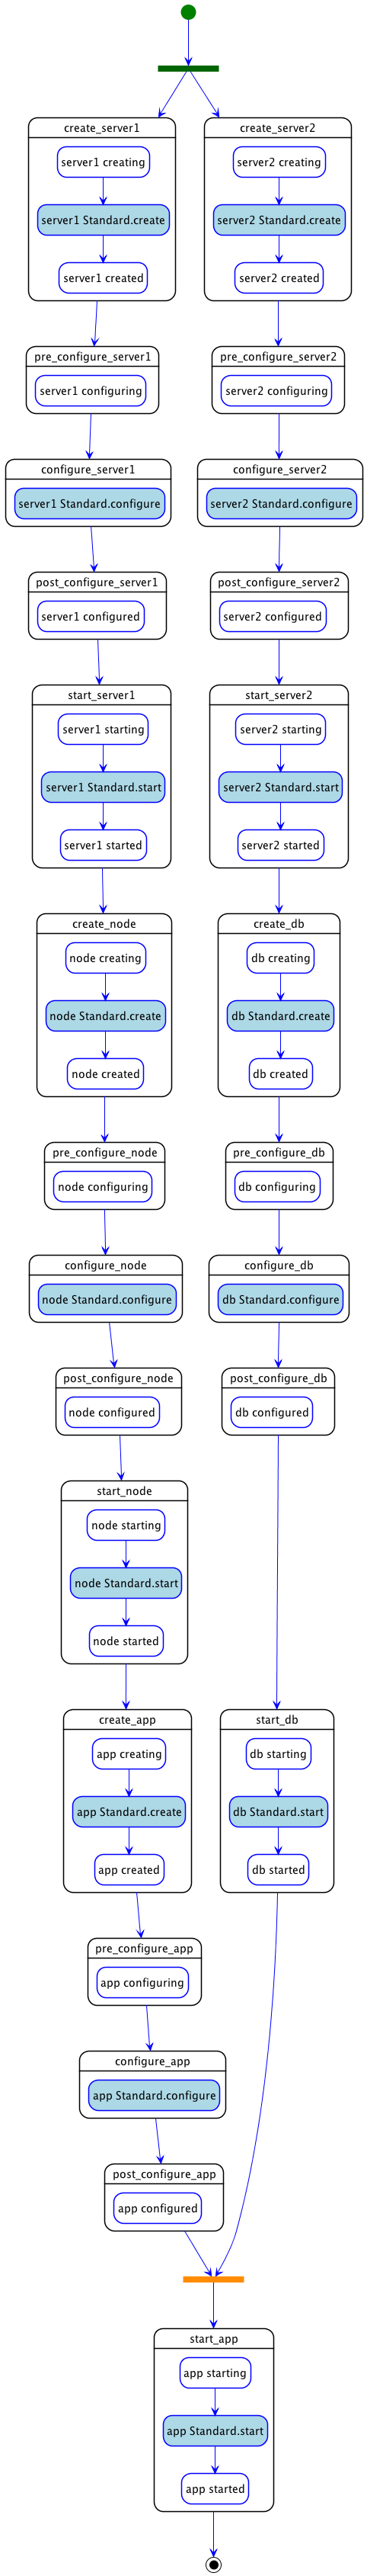 create_server1
server1 creating
server1 Standard.create
server1 created
create_server2
server2 creating
server2 Standard.create
server2 created
pre_configure_server1
server1 configuring
pre_configure_server2
server2 configuring
configure_server1
server1 Standard.configure
configure_server2
server2 Standard.configure
post_configure_server1
server1 configured
post_configure_server2
server2 configured
start_server1
server1 starting
server1 Standard.start
server1 started
start_server2
server2 starting
server2 Standard.start
server2 started
create_node
node creating
node Standard.create
node created
create_db
db creating
db Standard.create
db created
pre_configure_node
node configuring
pre_configure_db
db configuring
configure_node
node Standard.configure
configure_db
db Standard.configure
post_configure_node
node configured
post_configure_db
db configured
start_node
node starting
node Standard.start
node started
create_app
app creating
app Standard.create
app created
start_db
db starting
db Standard.start
db started
pre_configure_app
app configuring
configure_app
app Standard.configure
post_configure_app
app configured
start_app
app starting
app Standard.start
app started